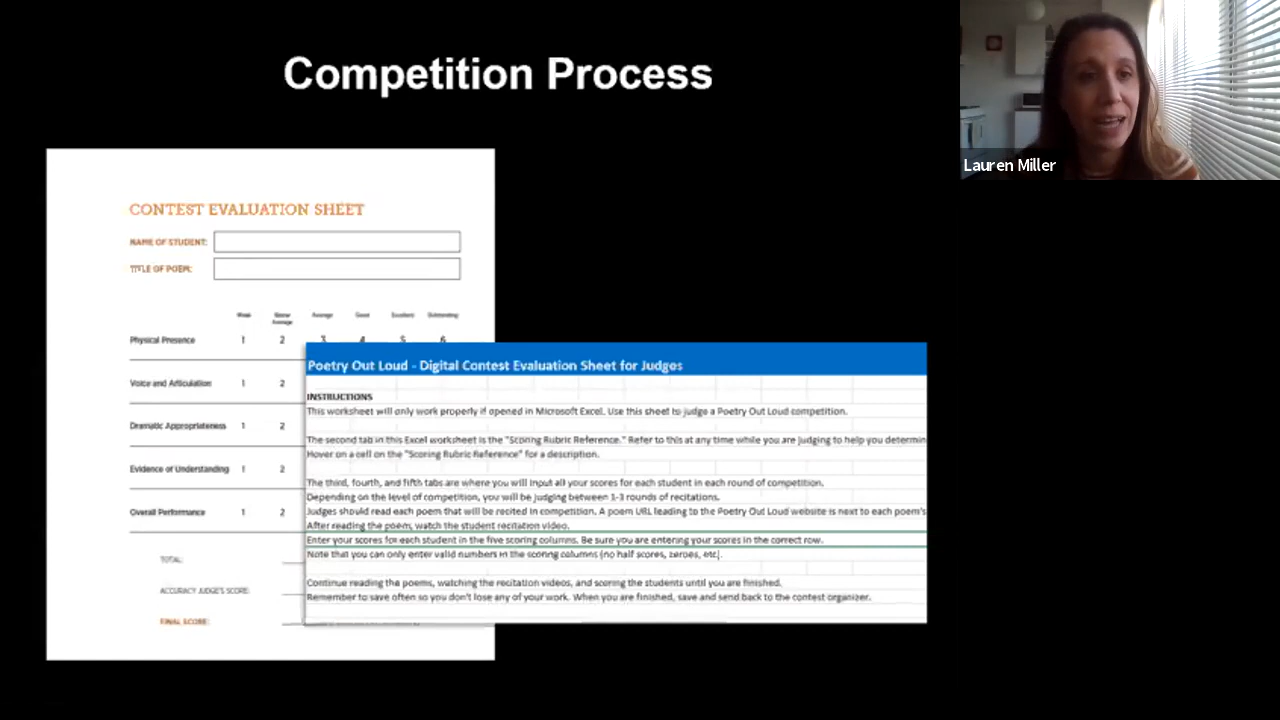 Competition Process
Lauren Miller
CONTEST EVALUATION SHEET
NAME OF STUDENT:
TITLE OF POEM:
Weak Below Average Average Good Excellent Outstanding
Physical Presence 1 2 3 4 5 6
Voice and Articulation 1 2
Dramatic Appropriateness 1 2
Evidence of Understanding 1 2
Overall Performance 1 2
TOTAL:
ACCURACY JUDGE'S SCORE:
FINAL SCORE:
Poetry Out Loud - Digital Contest Evaluation Sheet for Judges
INSTRUCTIONS
This worksheet will only work properly if opened in Microsoft Excel. Use this sheet to judge a Poetry Out Loud competition.
The second tab in this Excel worksheet is the "Scoring Rubric Reference." Refer to this at any time while you are judging to help you determin
Hover on a cell on the "Scoring Rubric Reference" for a description.
The third, fourth, and fifth tabs are where you will input all your scores for each student in each round of competition.
Depending on the level of competition, you will be judging between 1-3 rounds of recitations.
Judges should read each poem that will be recited in competition. A poem URL leading to the Poetry Out Loud website is next to each poem's
After reading the poem, watch the student recitation video.
Enter your scores for each student in the five scoring columns. Be sure you are entering your scores in the correct row.
Note that you can only enter valid numbers in the scoring columns (no half scores, zeroes, etc).
Continue reading the poems, watching the recitation videos, and scoring the students until you are finished.
Remember to save often so you don't lose any of your work. When you are finished, save and send back to the contest organizer.